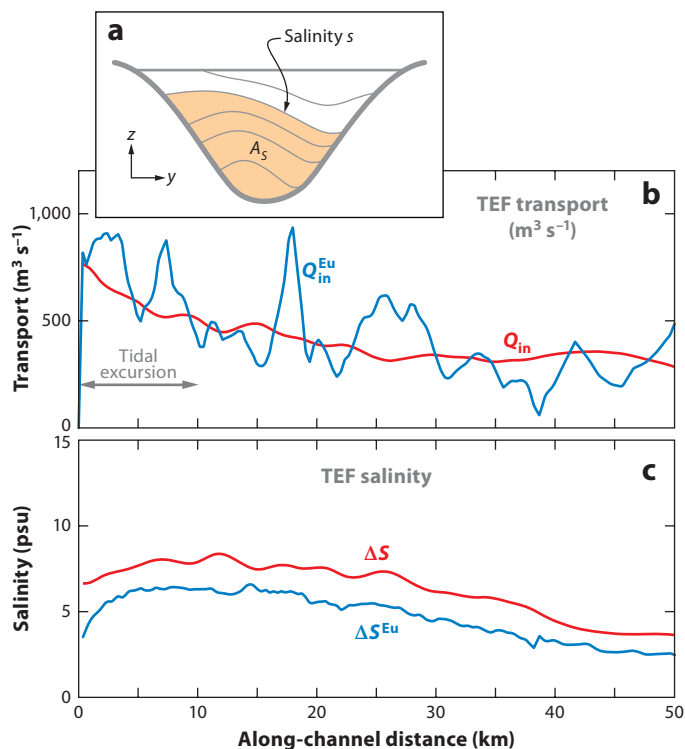 a
Salinity s
A_S
z
y
b
TEF transport
(m³ s⁻¹)
1,000
500
0
Transport (m³ s⁻¹)
Q_in^Eu
Q_in
Tidal
excursion
c
TEF salinity
15
10
5
0
Salinity (psu)
ΔS
ΔS^Eu
0 10 20 30 40 50
Along-channel distance (km)